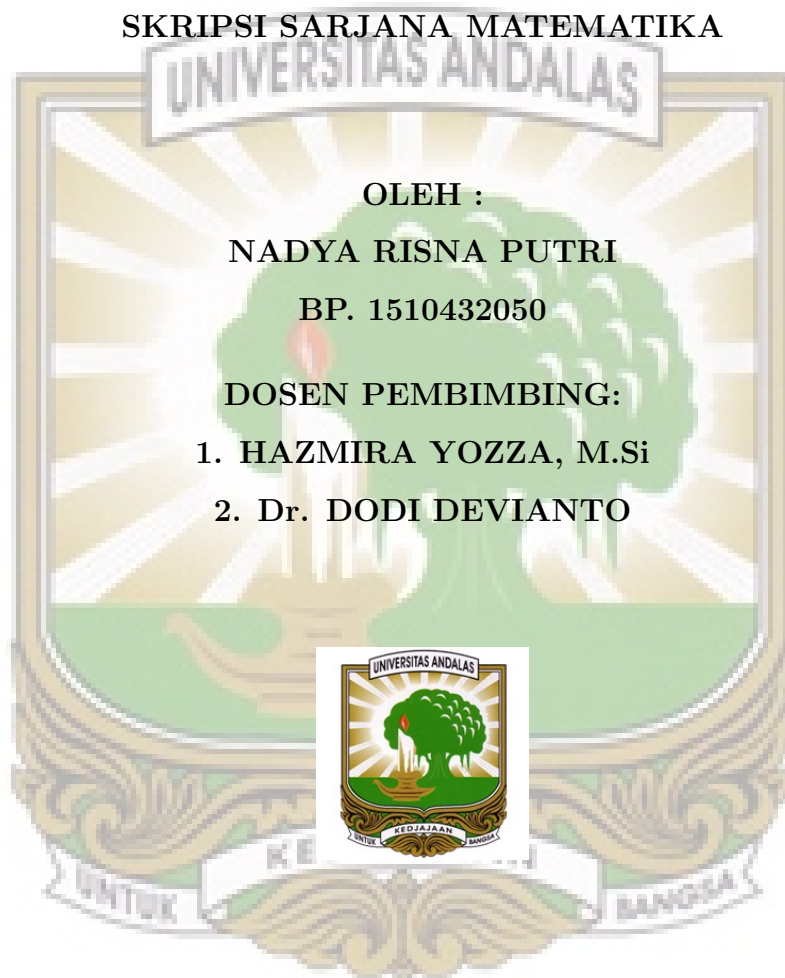 SKRIPSI SARJANA MATEMATIKA
UNIVERSITAS ANDALAS
OLEH :
NADYA RISNA PUTRI
BP. 1510432050
DOSEN PEMBIMBING:
1. HAZMIRA YOZZA, M.Si
2. Dr. DODI DEVIANTO
UNIVERSITAS ANDALAS
UNTUK KEDJAJAAN BANGSA
UNTUK BANGSA